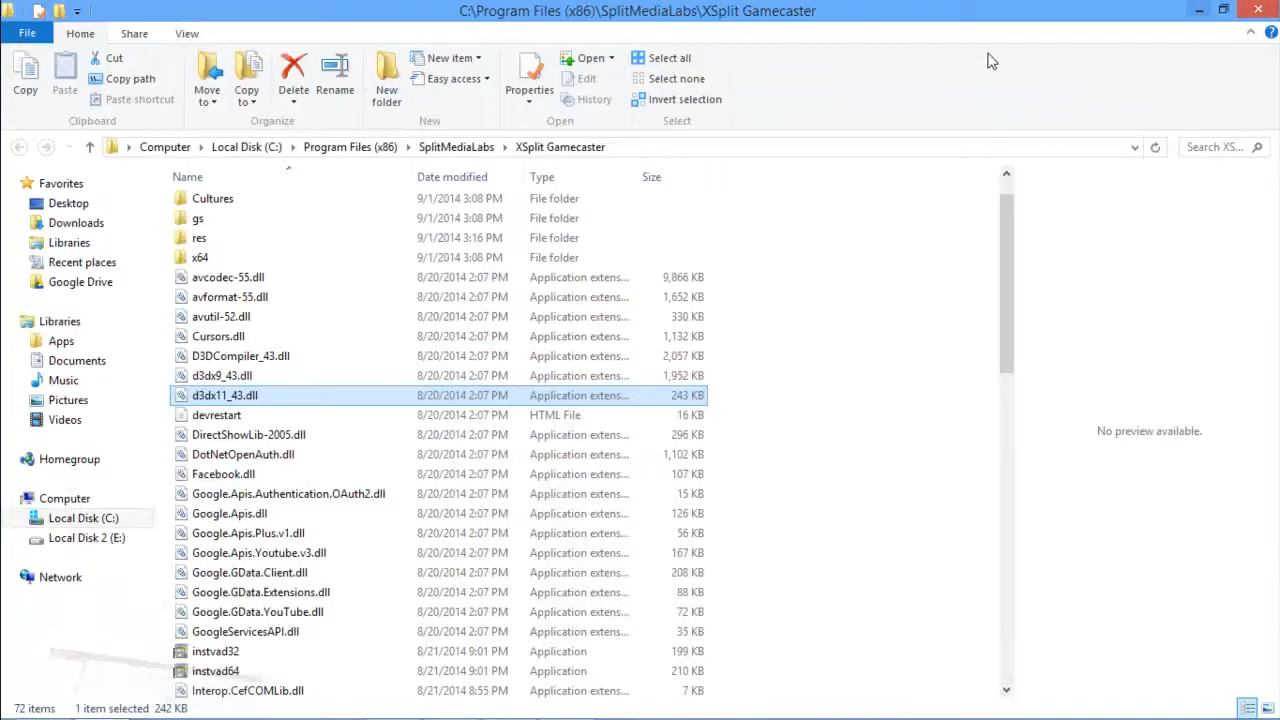 C:\Program Files (x86)\SplitMediaLabs\XSplit Gamecaster
File Home Share View
Copy
Paste
Cut
Copy path
Paste shortcut
Clipboard
Move to
Copy to
Delete
Rename
Organize
New folder
New item
Easy access
New
Properties
Open
Edit
History
Open
Select all
Select none
Invert selection
Select
Computer Local Disk (C:) Program Files (x86) SplitMediaLabs XSplit Gamecaster
Search XS...
Favorites
Desktop
Downloads
Libraries
Recent places
Google Drive
Libraries
Apps
Documents
Music
Pictures
Videos
Homegroup
Computer
Local Disk (C:)
Local Disk 2 (E:)
Network
Name Date modified Type Size
Cultures 9/1/2014 3:08 PM File folder
gs 9/1/2014 3:08 PM File folder
res 9/1/2014 3:16 PM File folder
x64 9/1/2014 3:08 PM File folder
avcodec-55.dll 8/20/2014 2:07 PM Application extens... 9,866 KB
avformat-55.dll 8/20/2014 2:07 PM Application extens... 1,652 KB
avutil-52.dll 8/20/2014 2:07 PM Application extens... 330 KB
Cursors.dll 8/20/2014 2:07 PM Application extens... 1,132 KB
D3DCompiler_43.dll 8/20/2014 2:07 PM Application extens... 2,057 KB
d3dx9_43.dll 8/20/2014 2:07 PM Application extens... 1,952 KB
d3dx11_43.dll 8/20/2014 2:07 PM Application extens... 243 KB
devrestart 8/20/2014 2:07 PM HTML File 16 KB
DirectShowLib-2005.dll 8/20/2014 2:07 PM Application extens... 296 KB
DotNetOpenAuth.dll 8/20/2014 2:07 PM Application extens... 1,102 KB
Facebook.dll 8/20/2014 2:07 PM Application extens... 107 KB
Google.Apis.Authentication.OAuth2.dll 8/20/2014 2:07 PM Application extens... 15 KB
Google.Apis.dll 8/20/2014 2:07 PM Application extens... 126 KB
Google.Apis.Plus.v1.dll 8/20/2014 2:07 PM Application extens... 56 KB
Google.Apis.Youtube.v3.dll 8/20/2014 2:07 PM Application extens... 167 KB
Google.GData.Client.dll 8/20/2014 2:07 PM Application extens... 208 KB
Google.GData.Extensions.dll 8/20/2014 2:07 PM Application extens... 88 KB
Google.GData.YouTube.dll 8/20/2014 2:07 PM Application extens... 72 KB
GoogleServicesAPI.dll 8/20/2014 2:07 PM Application extens... 35 KB
instvad32 8/21/2014 9:01 PM Application 199 KB
instvad64 8/21/2014 9:01 PM Application 210 KB
Interop.CefCOMLib.dll 8/21/2014 8:55 PM Application extens... 7 KB
No preview available.
72 items 1 item selected 242 KB